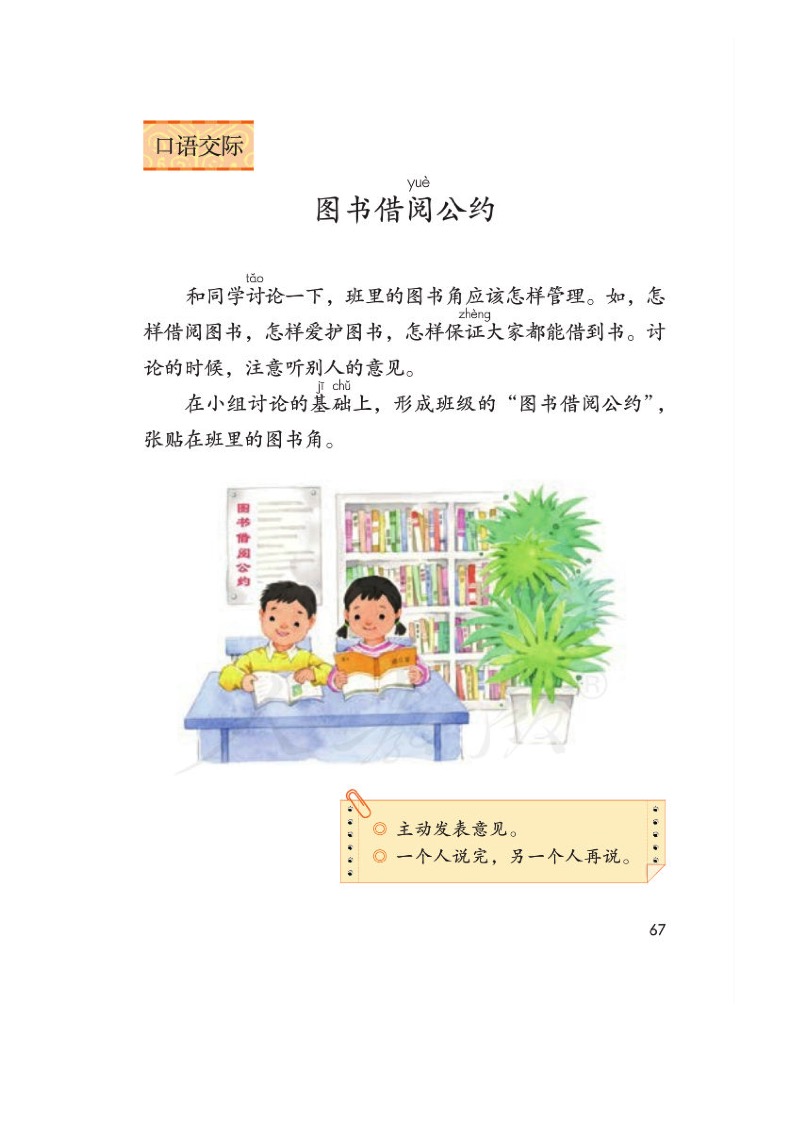 口语交际
yuè
图书借阅公约
tǎo
和同学讨论一下，班里的图书角应该怎样管理。如，怎
zhèng
样借阅图书，怎样爱护图书，怎样保证大家都能借到书。讨
论的时候，注意听别人的意见。
jī chǔ
在小组讨论的基础上，形成班级的“图书借阅公约”，
张贴在班里的图书角。
图书借阅公约
主动发表意见。
一个人说完，另一个人再说。
67